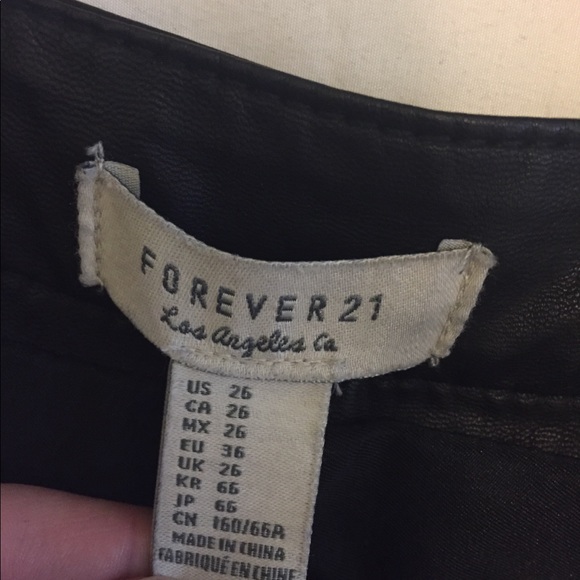 FOREVER 21
Los Angeles Ca
US 26
CA 26
MX 26
EU 36
UK 26
KR 66
JP 66
CN 160/66A
MADE IN CHINA
FABRIQUÉ EN CHINE